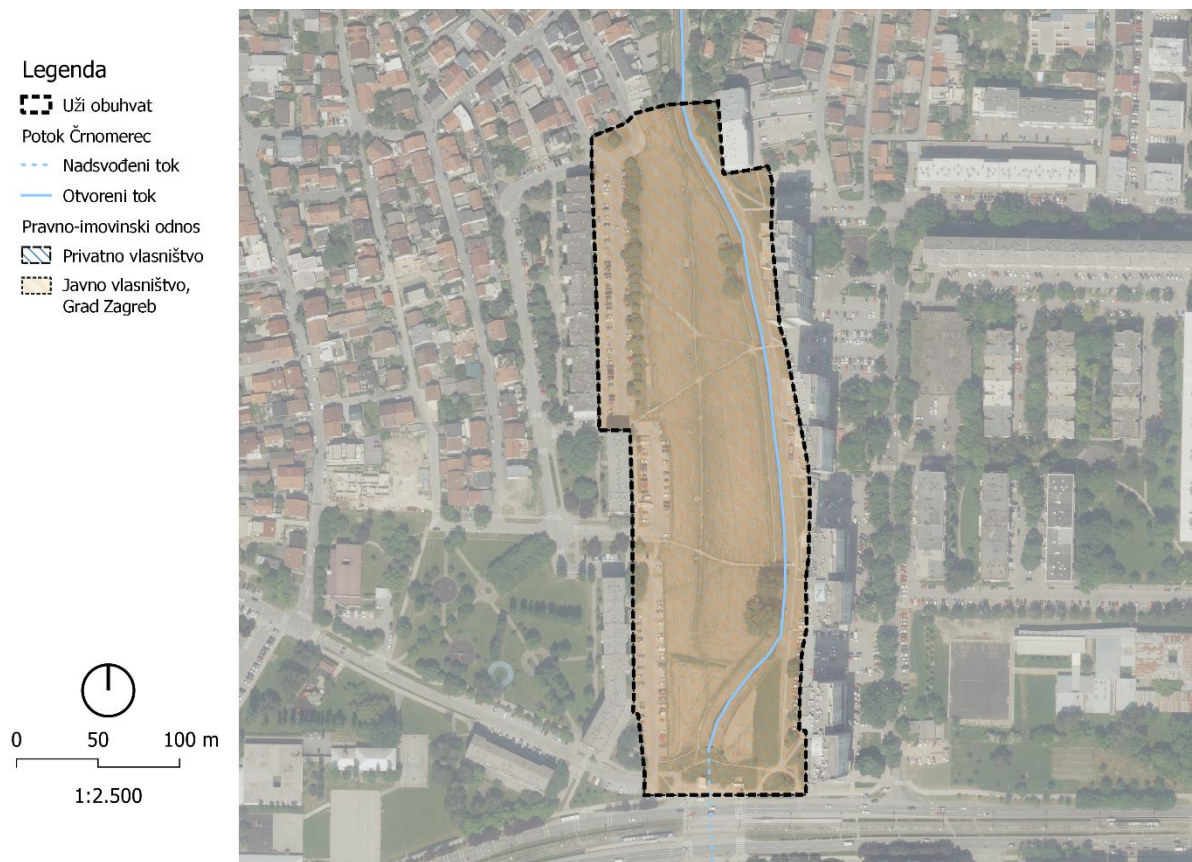 Legenda
Uži obuhvat
Potok Črnomerec
Nadsvođeni tok
Otvoreni tok
Pravno-imovinski odnos
Privatno vlasništvo
Javno vlasništvo,
Grad Zagreb
0 50 100 m
1:2.500